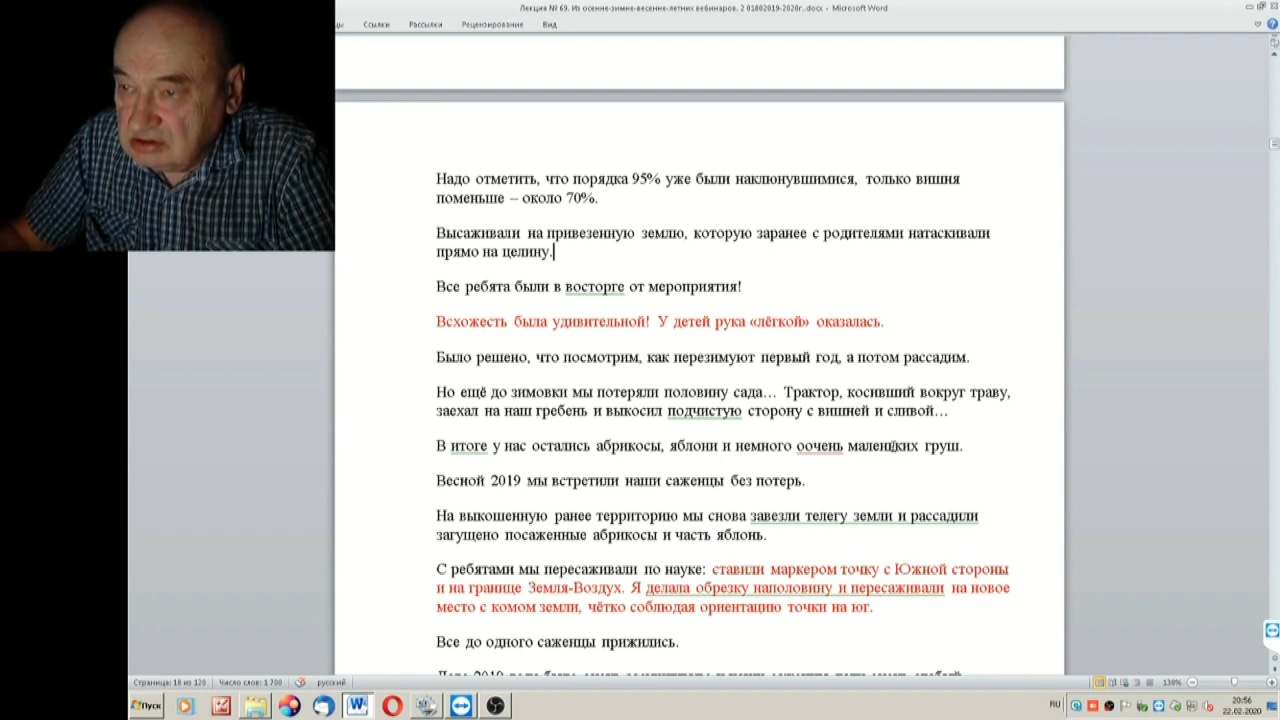 Лекция № 69. Из осенне-зимне-весенне-летних вебинаров. 2 01802019-2020г..docx - Microsoft Word
Ссылки Рассылки Рецензирование Вид
Надо отметить, что порядка 95% уже были наклюнувшимися, только вишня
поменьше – около 70%.
Высаживали на привезенную землю, которую заранее с родителями натаскивали
прямо на целину.
Все ребята были в восторге от мероприятия!
Всхожесть была удивительной! У детей рука «лёгкой» оказалась.
Было решено, что посмотрим, как перезимуют первый год, а потом рассадим.
Но ещё до зимовки мы потеряли половину сада… Трактор, косивший вокруг траву,
заехал на наш гребень и выкосил подчистую сторону с вишней и сливой…
В итоге у нас остались абрикосы, яблони и немного оочень маленьких груш.
Весной 2019 мы встретили наши саженцы без потерь.
На выкошенную ранее территорию мы снова завезли телегу земли и рассадили
загущено посаженные абрикосы и часть яблонь.
С ребятами мы пересаживали по науке: ставили маркером точку с Южной стороны
и на границе Земля-Воздух. Я делала обрезку наполовину и пересаживали на новое
место с комом земли, чётко соблюдая ориентацию точки на юг.
Все до одного саженцы прижились.
Страница: 18 из 120 Число слов: 1 700 русский 134%
Пуск RU 20:56
22.02.2020